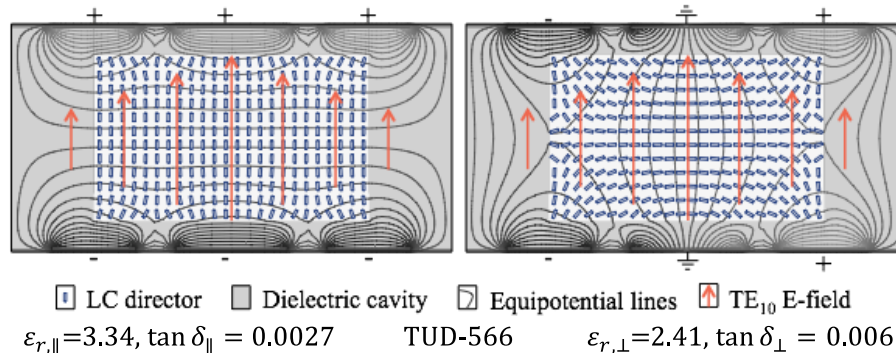 + + + - ⏚ +
- - - ⏚ +
LC director Dielectric cavity Equipotential lines TE₁₀ E-field
εr,∥=3.34, tan δ∥ = 0.0027 TUD-566 εr,⊥=2.41, tan δ⊥ = 0.006